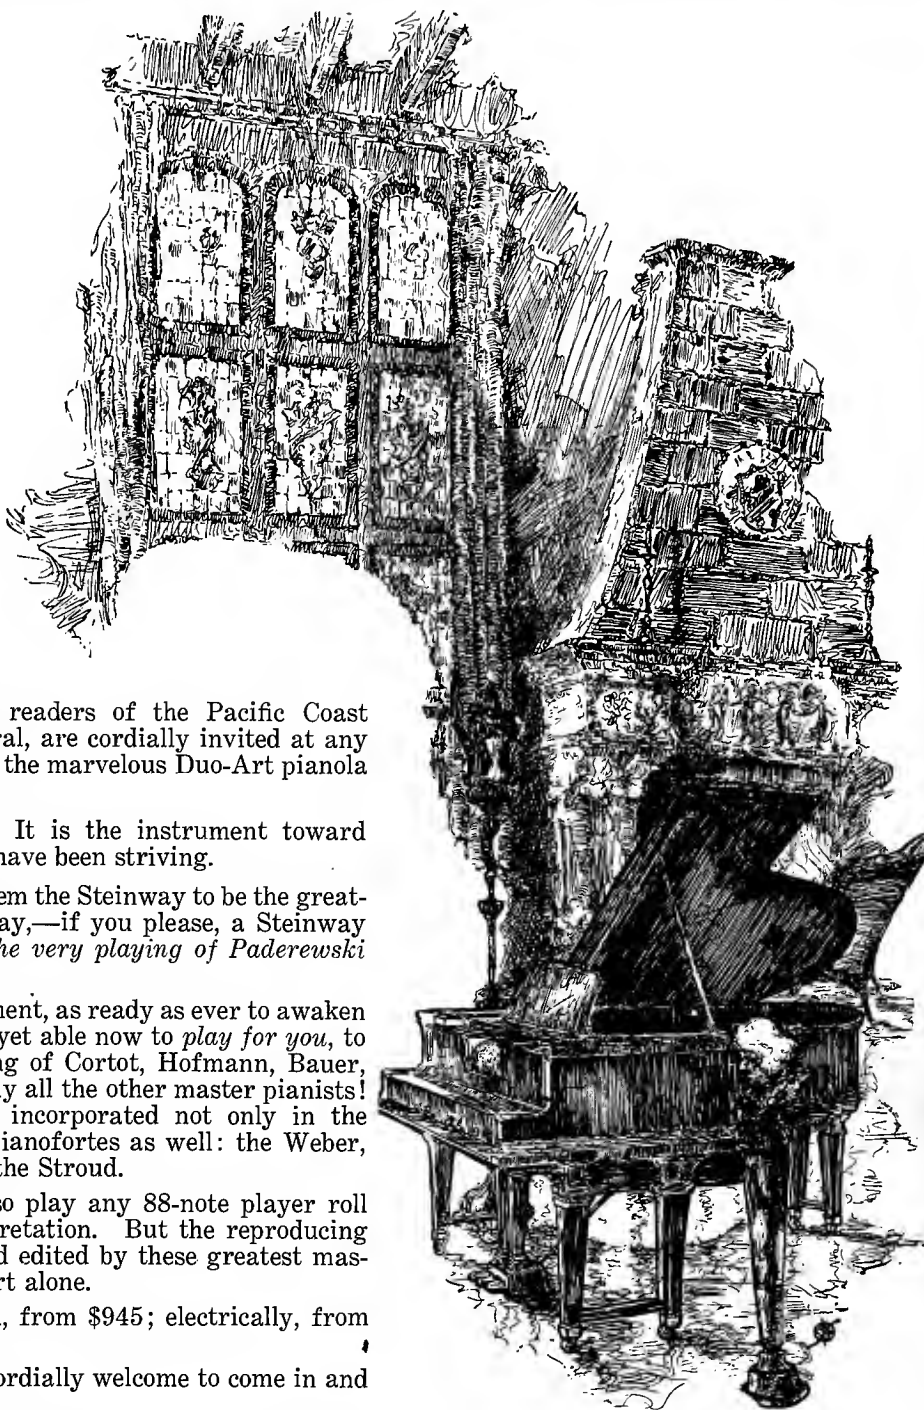 readers of the Pacific Coast
ral, are cordially invited at any
the marvelous Duo-Art pianola
It is the instrument toward
have been striving.
em the Steinway to be the great-
ay,—if you please, a Steinway
he very playing of Paderewski
nent, as ready as ever to awaken
yet able now to play for you, to
ng of Cortot, Hofmann, Bauer,
ly all the other master pianists!
incorporated not only in the
ianofortes as well: the Weber,
the Stroud.
so play any 88-note player roll
retation. But the reproducing
d edited by these greatest mas-
rt alone.
, from $945; electrically, from
ordially welcome to come in and